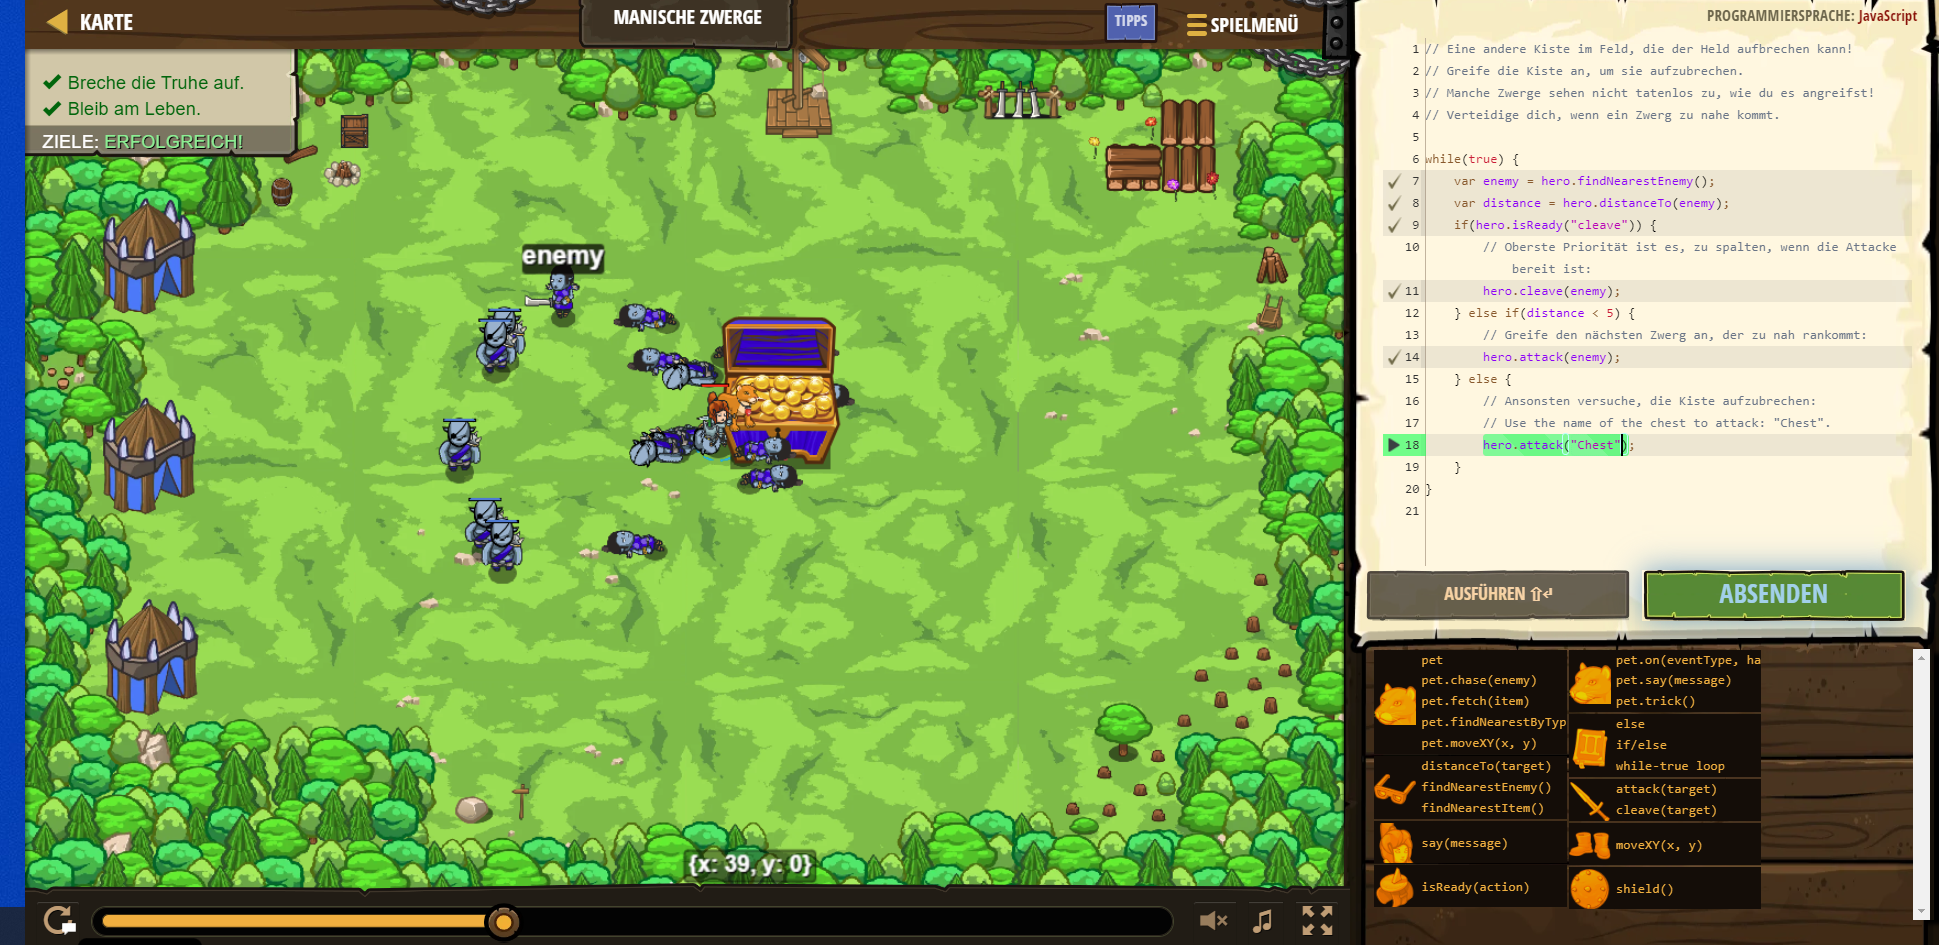 KARTE
MANISCHE ZWERGE
TIPPS
SPIELMENÜ
Breche die Truhe auf.
Bleib am Leben.
ZIELE: ERFOLGREICH!
enemy
{x: 39, y: 0}
PROGRAMMIERSPRACHE: JavaScript
1 // Eine andere Kiste im Feld, die der Held aufbrechen kann!
2 // Greife die Kiste an, um sie aufzubrechen.
3 // Manche Zwerge sehen nicht tatenlos zu, wie du es angreifst!
4 // Verteidige dich, wenn ein Zwerg zu nahe kommt.
5
6 while(true) {
7 var enemy = hero.findNearestEnemy();
8 var distance = hero.distanceTo(enemy);
9 if(hero.isReady("cleave")) {
10 // Oberste Priorität ist es, zu spalten, wenn die Attacke
bereit ist:
11 hero.cleave(enemy);
12 } else if(distance < 5) {
13 // Greife den nächsten Zwerg an, der zu nah rankommt:
14 hero.attack(enemy);
15 } else {
16 // Ansonsten versuche, die Kiste aufzubrechen:
17 // Use the name of the chest to attack: "Chest".
18 hero.attack("Chest");
19 }
20 }
21
AUSFÜHREN ⇧↵
ABSENDEN
pet
pet.chase(enemy)
pet.fetch(item)
pet.findNearestByTyp
pet.moveXY(x, y)
distanceTo(target)
findNearestEnemy()
findNearestItem()
say(message)
isReady(action)
pet.on(eventType, ha
pet.say(message)
pet.trick()
else
if/else
while-true loop
attack(target)
cleave(target)
moveXY(x, y)
shield()